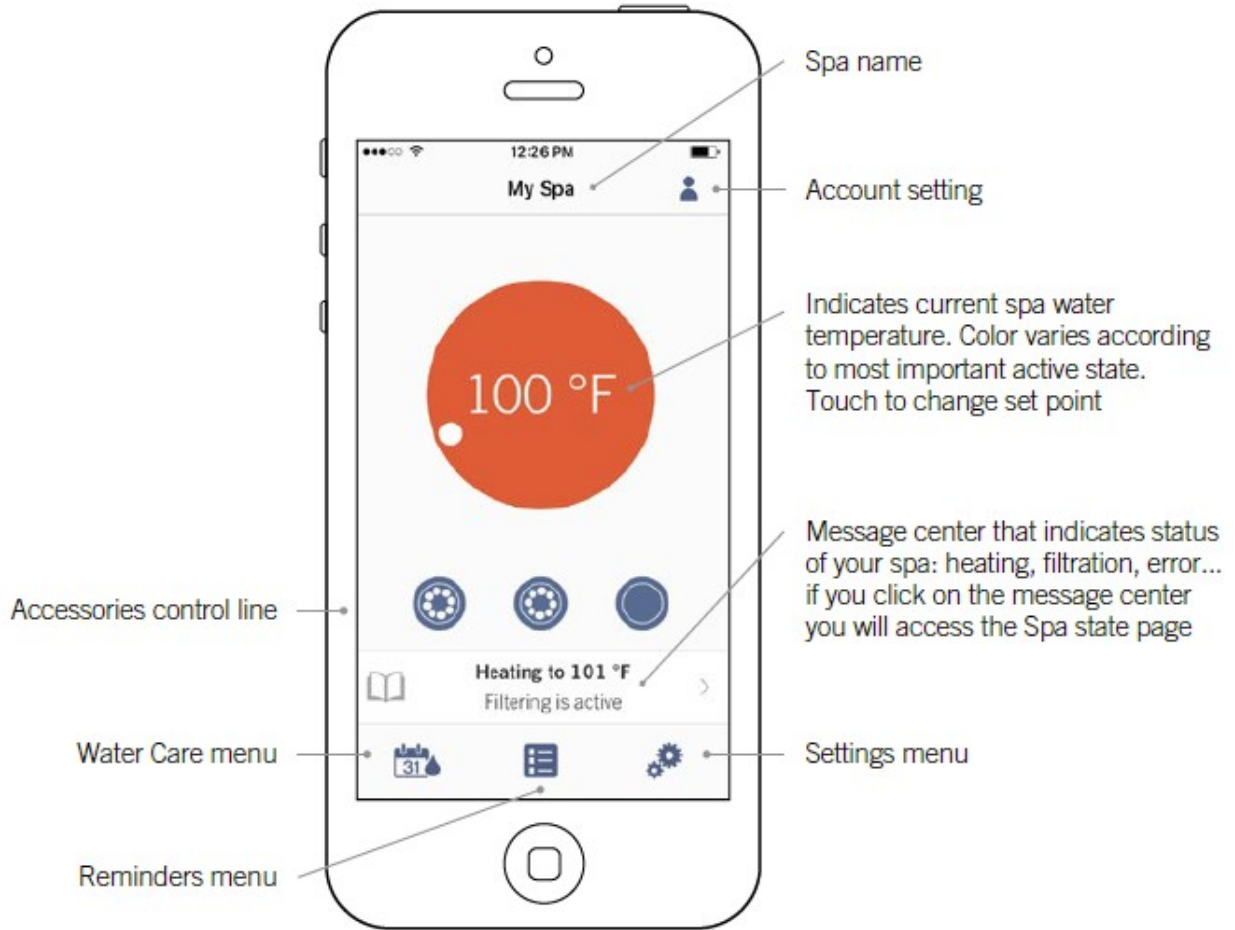 Spa name
12:26 PM
My Spa
Account setting
Indicates current spa water
temperature. Color varies according
to most important active state.
Touch to change set point
100 °F
Message center that indicates status
of your spa: heating, filtration, error...
if you click on the message center
you will access the Spa state page
Accessories control line
Heating to 101 °F
Filtering is active
Water Care menu
31
Settings menu
Reminders menu